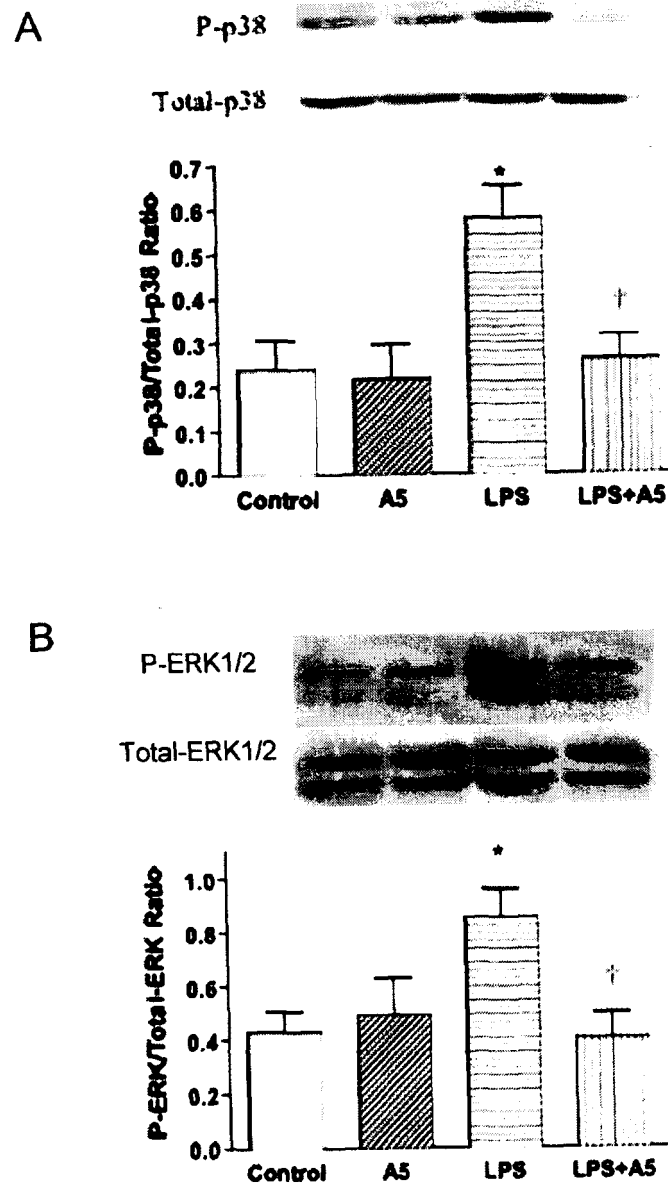 A
P-p38
Total-p38
P-p38/Total-p38 Ratio
0.7
0.6
0.5
0.4
0.3
0.2
0.1
0.0
*
†
Control A5 LPS LPS+A5
B
P-ERK1/2
Total-ERK1/2
P-ERK/Total-ERK Ratio
1.0
0.8
0.6
0.4
0.2
0.0
*
†
Control A5 LPS LPS+A5